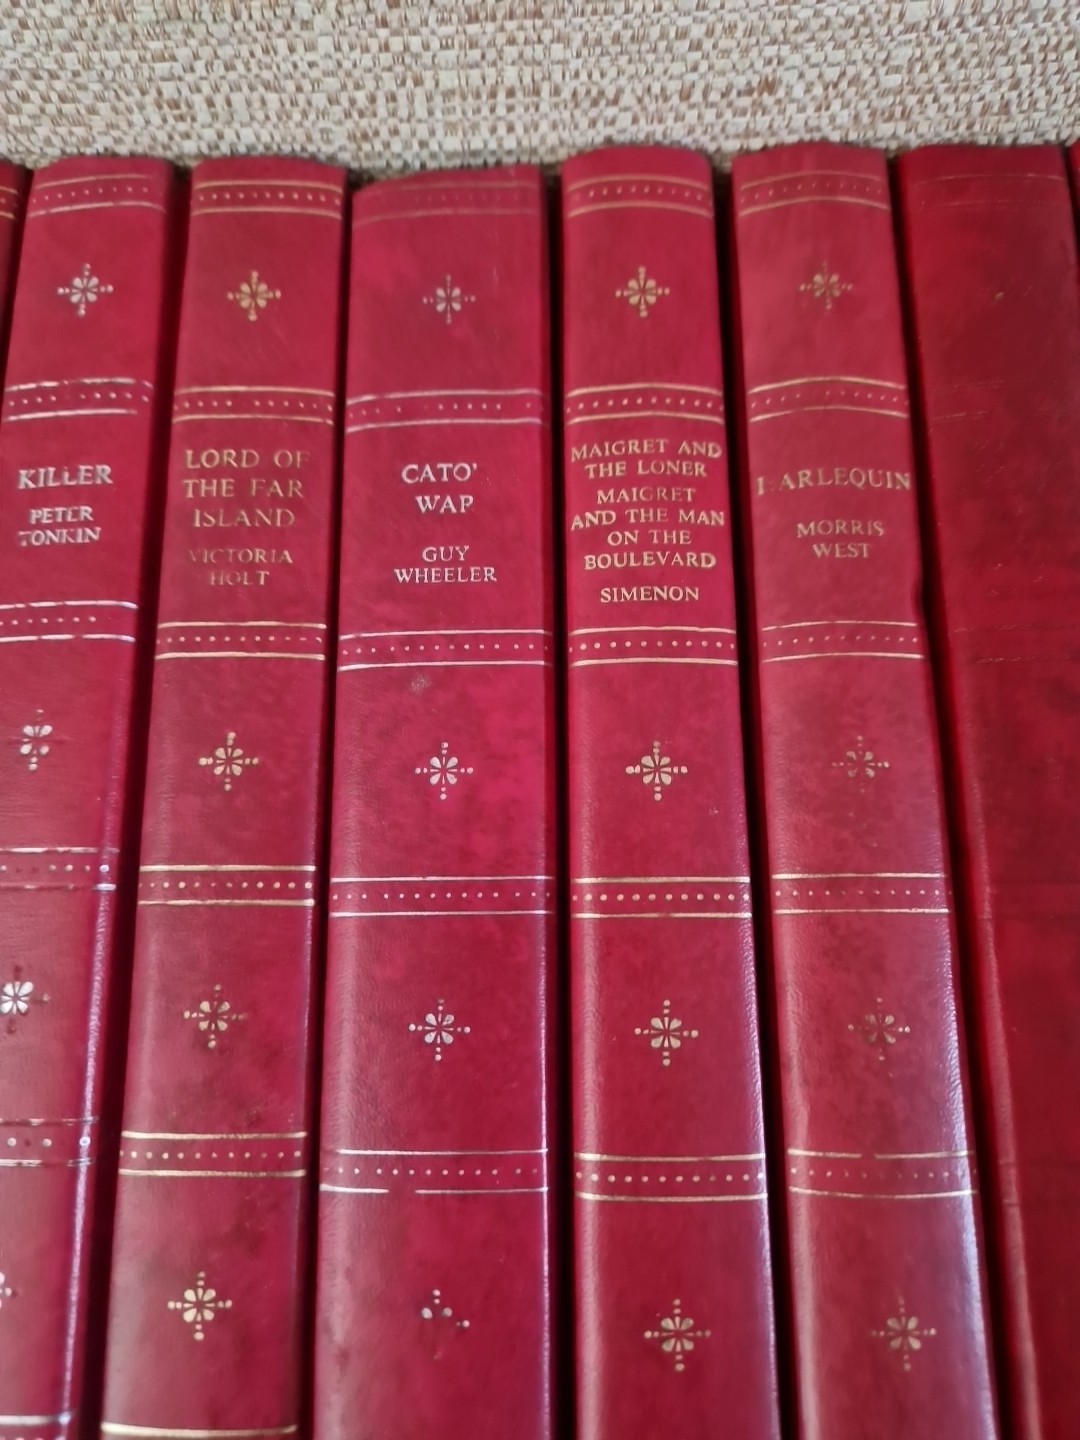 KILLER
PETER
TONKIN
LORD OF
THE FAR
ISLAND
VICTORIA
HOLT
CATO'
WAP
GUY
WHEELER
MAIGRET AND
THE LONER
MAIGRET
AND THE MAN
ON THE
BOULEVARD
SIMENON
HARLEQUIN
MORRIS
WEST